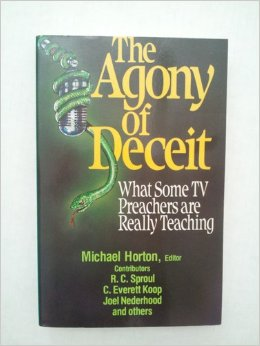 The
Agony
of
Deceit
What Some TV
Preachers are
Really Teaching
Michael Horton, Editor
Contributors
R. C. Sproul
C. Everett Koop
Joel Nederhood
and others